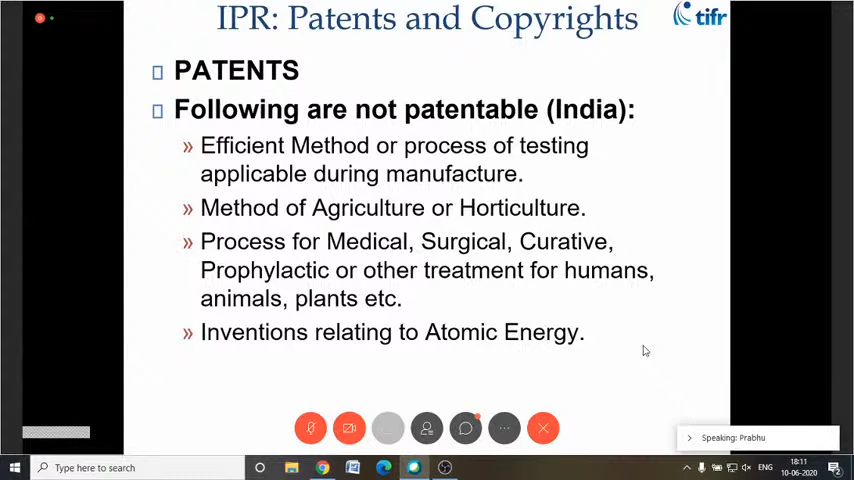 IPR: Patents and Copyrights
tifr
PATENTS
Following are not patentable (India):
» Efficient Method or process of testing
applicable during manufacture.
» Method of Agriculture or Horticulture.
» Process for Medical, Surgical, Curative,
Prophylactic or other treatment for humans,
animals, plants etc.
» Inventions relating to Atomic Energy.
Speaking: Prabhu
Type here to search
ENG
18:11
10-06-2020
2